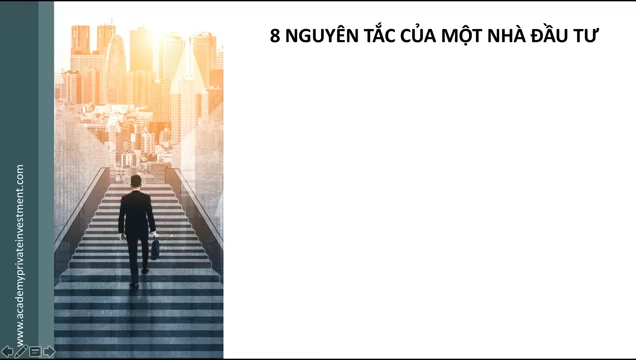 8 NGUYÊN TẮC CỦA MỘT NHÀ ĐẦU TƯ
www.academyprivateinvestment.com